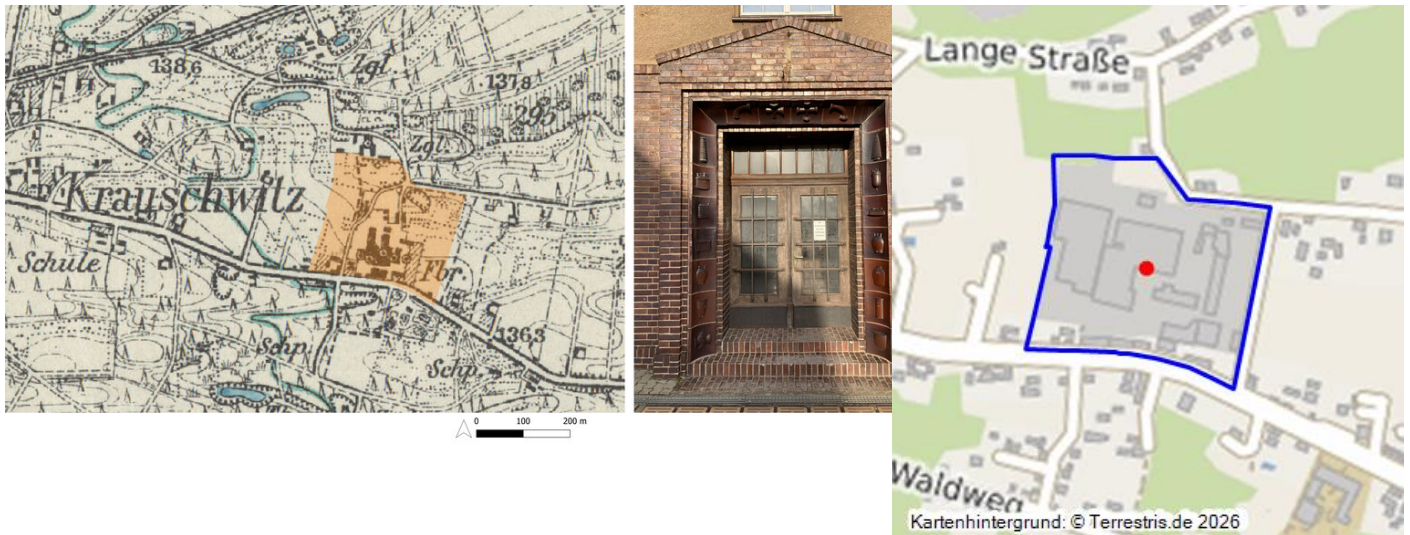 138,6
Zgl
137,8
295
Zgl.
Krauschwitz
Schule
Fbr.
136,3
Schp.
Schp.
0 100 200 m
Lange Straße
Waldweg
Kartenhintergrund: © Terrestris.de 2026